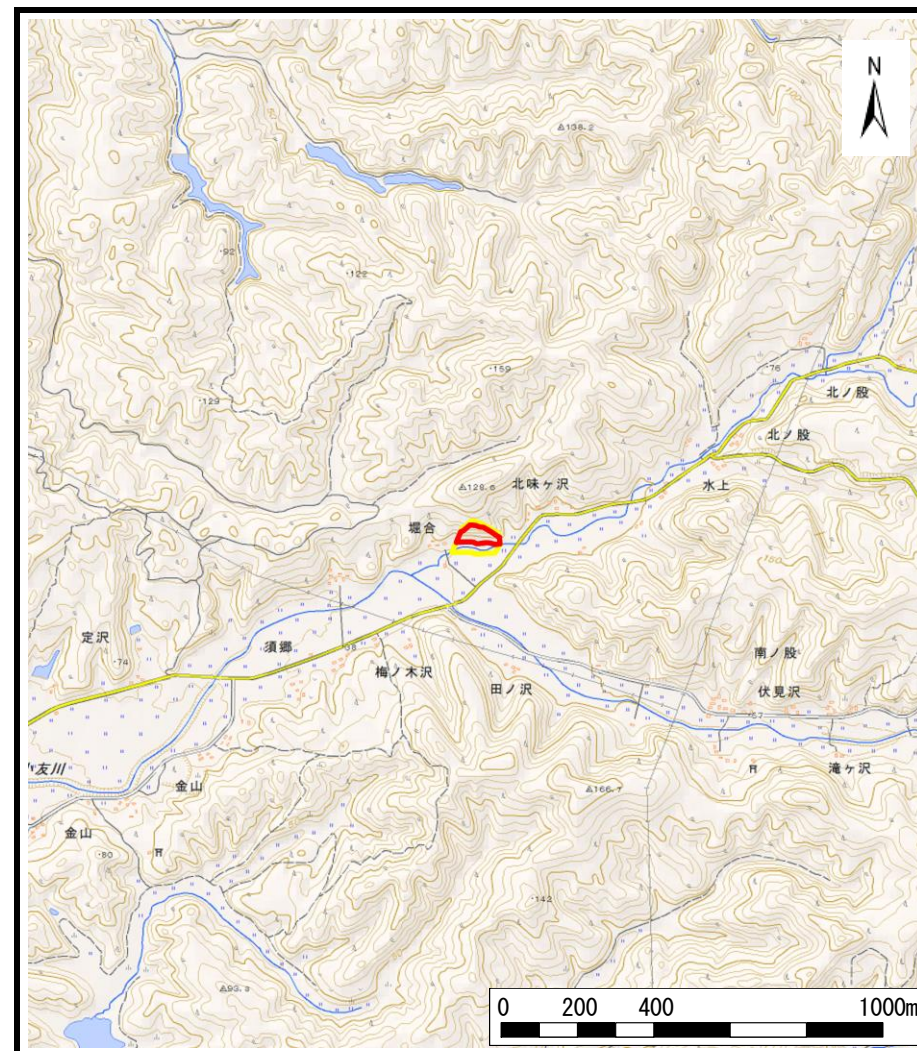 N
138.2
92
122
159
129
76
北ノ股
北ノ股
128.6
北味ヶ沢
水上
堀合
定沢
74
須郷
38
梅ノ木沢
田ノ沢
南ノ股
伏見沢
57
滝ヶ沢
友川
金山
金山
80
166.7
142
93.3
0 200 400 1000m